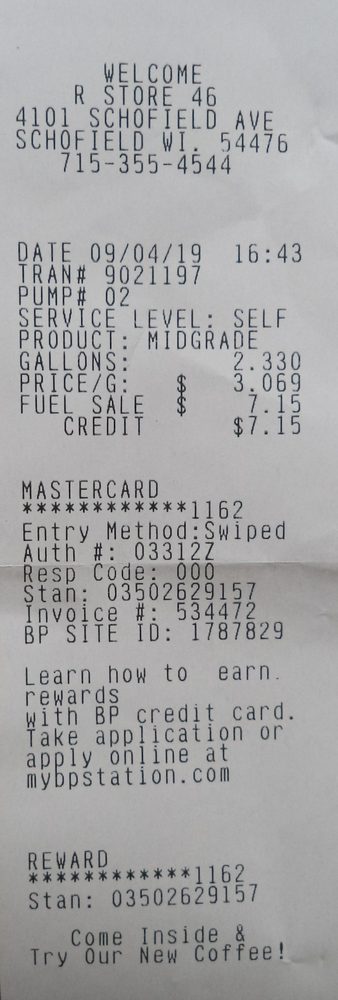 WELCOME
R STORE 46
4101 SCHOFIELD AVE
SCHOFIELD WI. 54476
715-355-4544
DATE 09/04/19 16:43
TRAN# 9021197
PUMP# 02
SERVICE LEVEL: SELF
PRODUCT: MIDGRADE
GALLONS: 2.330
PRICE/G: $ 3.069
FUEL SALE $ 7.15
CREDIT $7.15
MASTERCARD
************1162
Entry Method:Swiped
Auth #: 03312Z
Resp Code: 000
Stan: 03502629157
Invoice #: 534472
BP SITE ID: 1787829
Learn how to earn.
rewards
with BP credit card.
Take application or
apply online at
mybpstation.com
REWARD
************1162
Stan: 03502629157
Come Inside &
Try Our New Coffee!